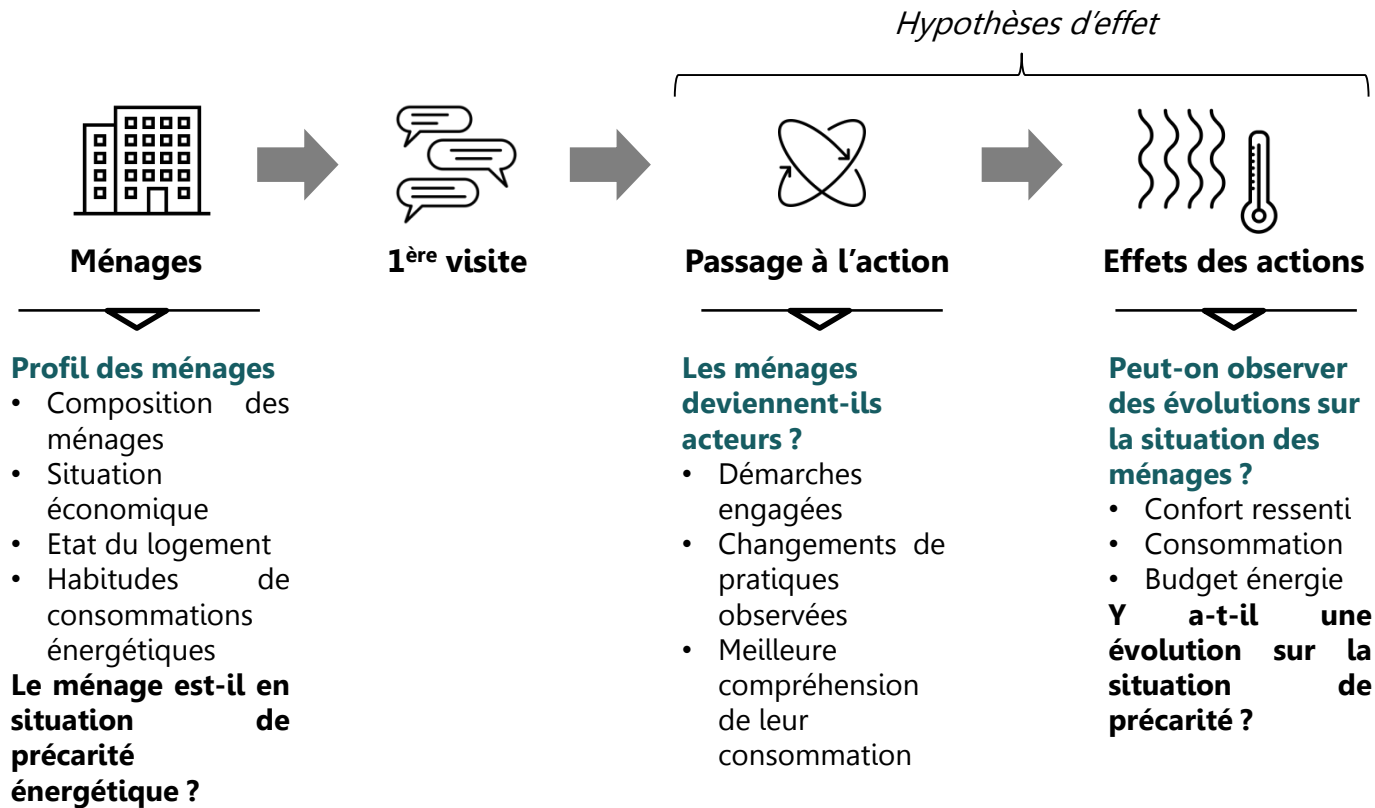 Hypothèses d'effet
Ménages
1ère visite
Passage à l'action
Effets des actions
Profil des ménages
• Composition des
ménages
• Situation
économique
• Etat du logement
• Habitudes de
consommations
énergétiques
Le ménage est-il en
situation de
précarité
énergétique ?
Les ménages
deviennent-ils
acteurs ?
• Démarches
engagées
• Changements de
pratiques
observées
• Meilleure
compréhension
de leur
consommation
Peut-on observer
des évolutions sur
la situation des
ménages ?
• Confort ressenti
• Consommation
• Budget énergie
Y a-t-il une
évolution sur la
situation de
précarité ?